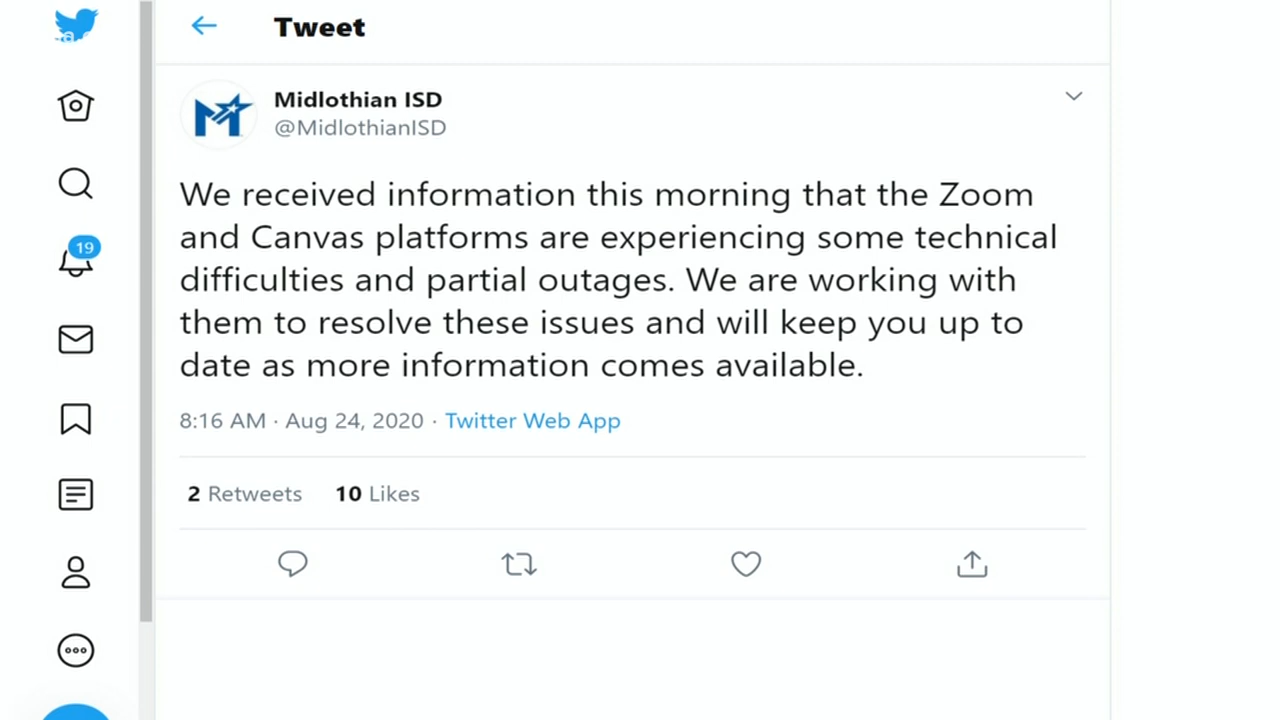 Tweet
Midlothian ISD
@MidlothianISD
We received information this morning that the Zoom
and Canvas platforms are experiencing some technical
difficulties and partial outages. We are working with
them to resolve these issues and will keep you up to
date as more information comes available.
8:16 AM · Aug 24, 2020 · Twitter Web App
2 Retweets 10 Likes
19